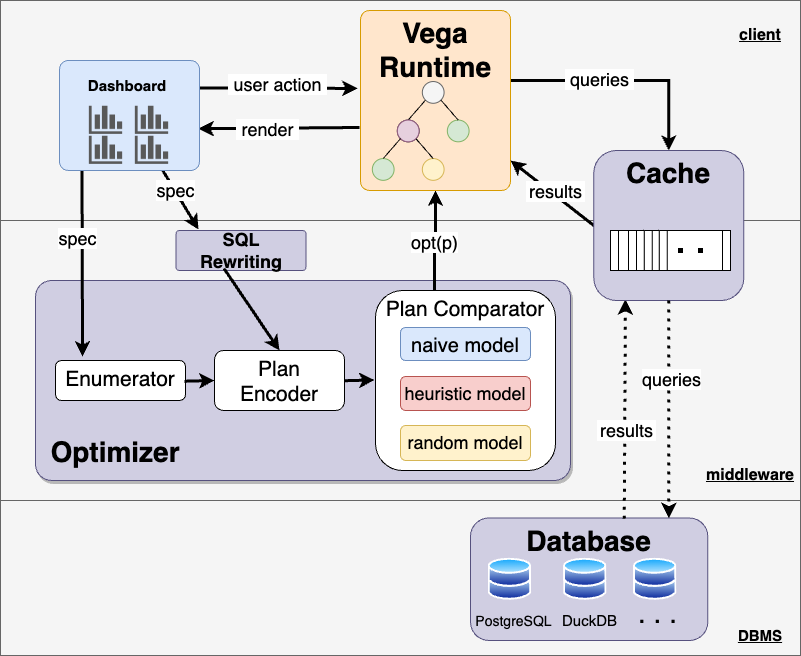 client
Vega
Runtime
Dashboard
user action
render
queries
Cache
results
spec
spec
SQL
Rewriting
opt(p)
Plan Comparator
naive model
heuristic model
random model
Enumerator
Plan
Encoder
Optimizer
queries
results
middleware
Database
PostgreSQL
DuckDB
. . .
DBMS